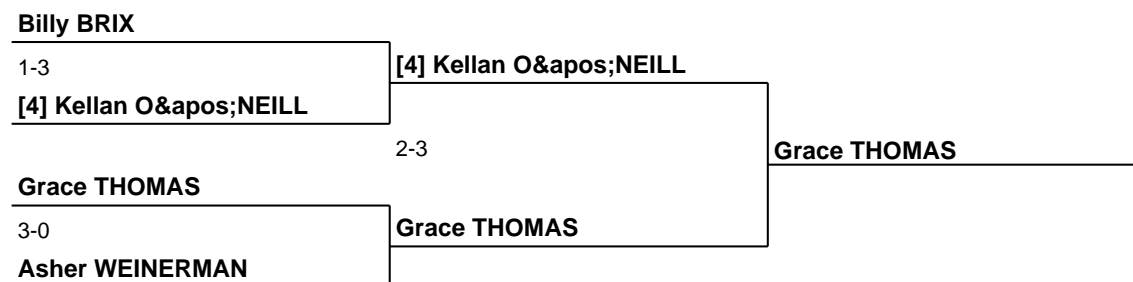 Billy BRIX
1-3
[4] Kellan O&apos;NEILL
[4] Kellan O&apos;NEILL
2-3
Grace THOMAS
Grace THOMAS
3-0
Grace THOMAS
Asher WEINERMAN